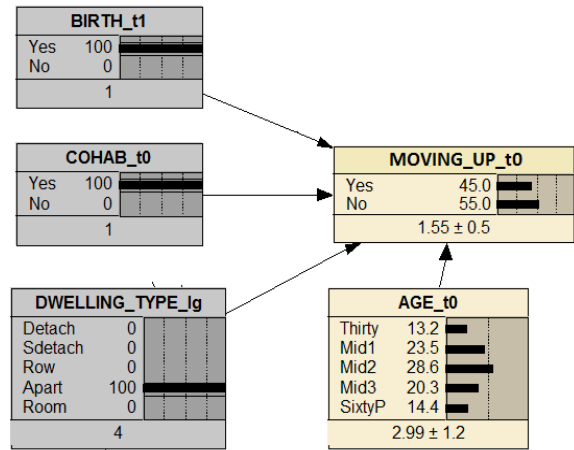 BIRTH_t1
Yes 100
No 0
1
COHAB_t0
Yes 100
No 0
1
MOVING_UP_t0
Yes 45.0
No 55.0
1.55 ± 0.5
DWELLING_TYPE_lg
Detach 0
Sdetach 0
Row 0
Apart 100
Room 0
4
AGE_t0
Thirty 13.2
Mid1 23.5
Mid2 28.6
Mid3 20.3
SixtyP 14.4
2.99 ± 1.2